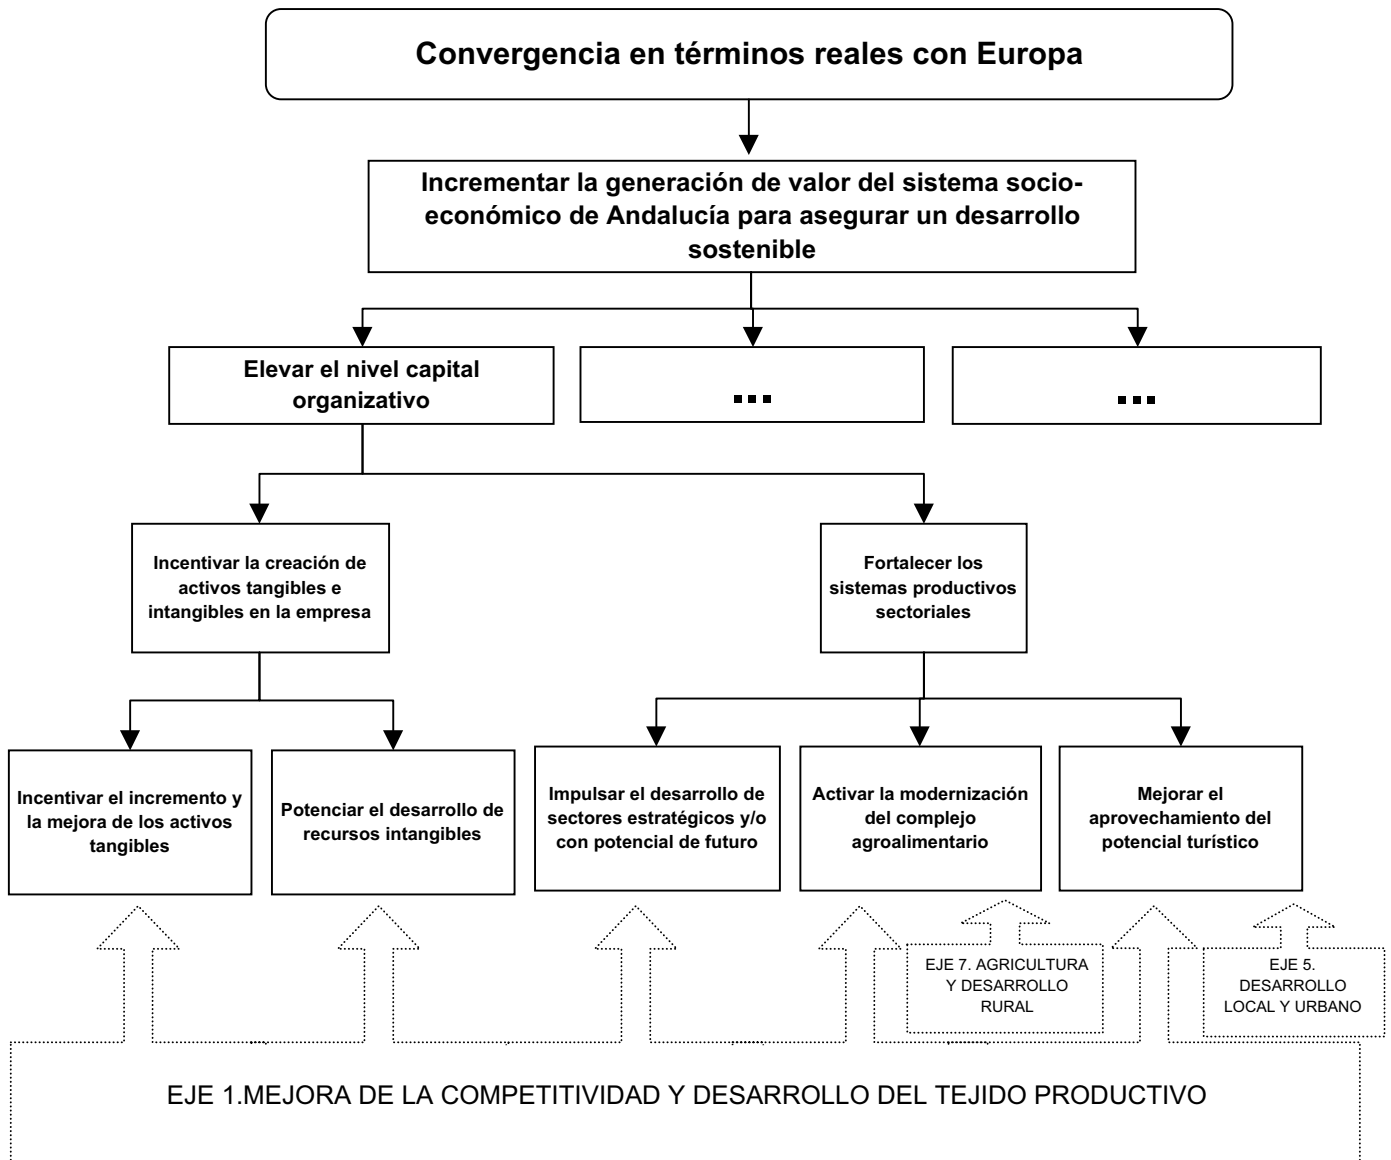 Convergencia en términos reales con Europa
Incrementar la generación de valor del sistema socio-
económico de Andalucía para asegurar un desarrollo
sostenible
Elevar el nivel capital
organizativo
...
...
Incentivar la creación de
activos tangibles e
intangibles en la empresa
Fortalecer los
sistemas productivos
sectoriales
Incentivar el incremento y
la mejora de los activos
tangibles
Potenciar el desarrollo de
recursos intangibles
Impulsar el desarrollo de
sectores estratégicos y/o
con potencial de futuro
Activar la modernización
del complejo
agroalimentario
Mejorar el
aprovechamiento del
potencial turístico
EJE 7. AGRICULTURA
Y DESARROLLO
RURAL
EJE 5.
DESARROLLO
LOCAL Y URBANO
EJE 1.MEJORA DE LA COMPETITIVIDAD Y DESARROLLO DEL TEJIDO PRODUCTIVO